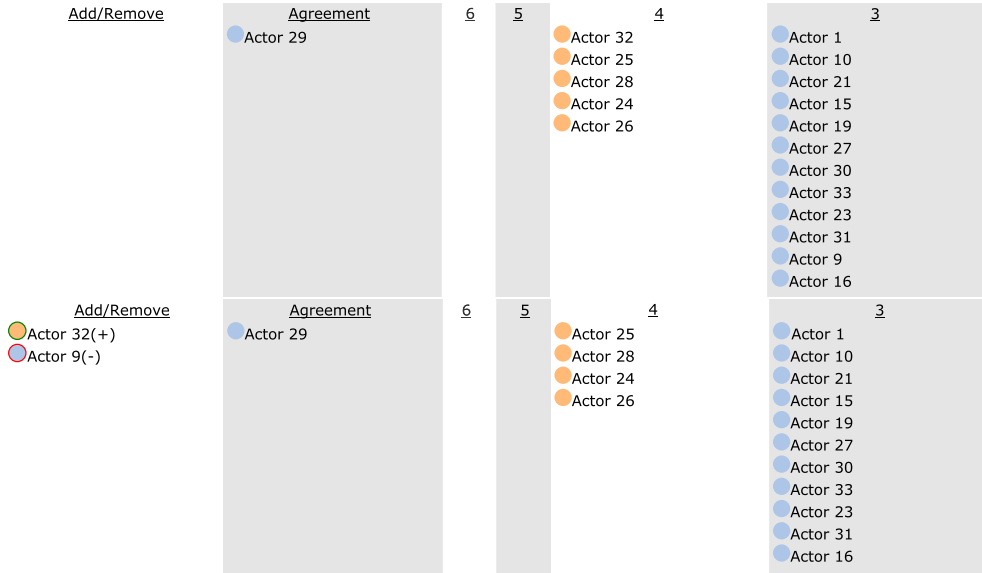 Add/Remove Agreement 6 5 4 3
Actor 29 Actor 32 Actor 1
Actor 25 Actor 10
Actor 28 Actor 21
Actor 24 Actor 15
Actor 26 Actor 19
Actor 27
Actor 30
Actor 33
Actor 23
Actor 31
Actor 9
Actor 16
Add/Remove Agreement 6 5 4 3
Actor 32(+) Actor 29 Actor 25 Actor 1
Actor 9(-) Actor 28 Actor 10
Actor 24 Actor 21
Actor 26 Actor 15
Actor 19
Actor 27
Actor 30
Actor 33
Actor 23
Actor 31
Actor 16